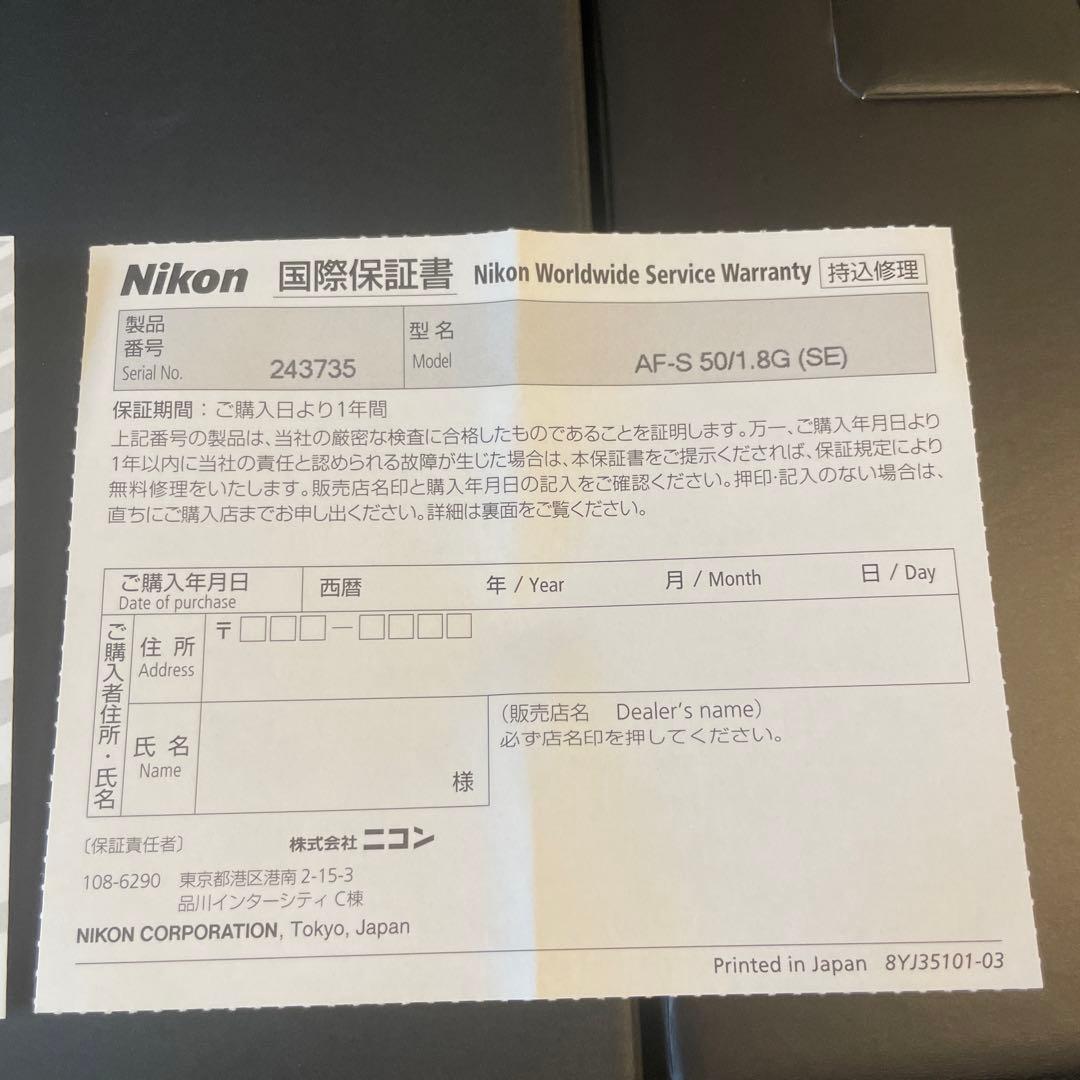 Nikon 国際保証書 Nikon Worldwide Service Warranty 持込修理
製品
番号
Serial No. 243735
型名
Model AF-S 50/1.8G (SE)
保証期間：ご購入日より1年間
上記番号の製品は、当社の厳密な検査に合格したものであることを証明します。万一、ご購入年月日より
1年以内に当社の責任と認められる故障が生じた場合は、本保証書をご提示くだされば、保証規定により
無料修理をいたします。販売店名印と購入年月日の記入をご確認ください。押印・記入のない場合は、
直ちにご購入店までお申し出ください。詳細は裏面をご覧ください。
ご購入年月日 西暦 年 / Year 月 / Month 日 / Day
Date of purchase
ご購入者住所・氏名
住所 〒□□□－□□□□
Address
氏名
Name
様
（販売店名 Dealer's name）
必ず店名印を押してください。
〔保証責任者〕 株式会社ニコン
108-6290 東京都港区港南2-15-3
品川インターシティ C棟
NIKON CORPORATION, Tokyo, Japan
Printed in Japan 8YJ35101-03